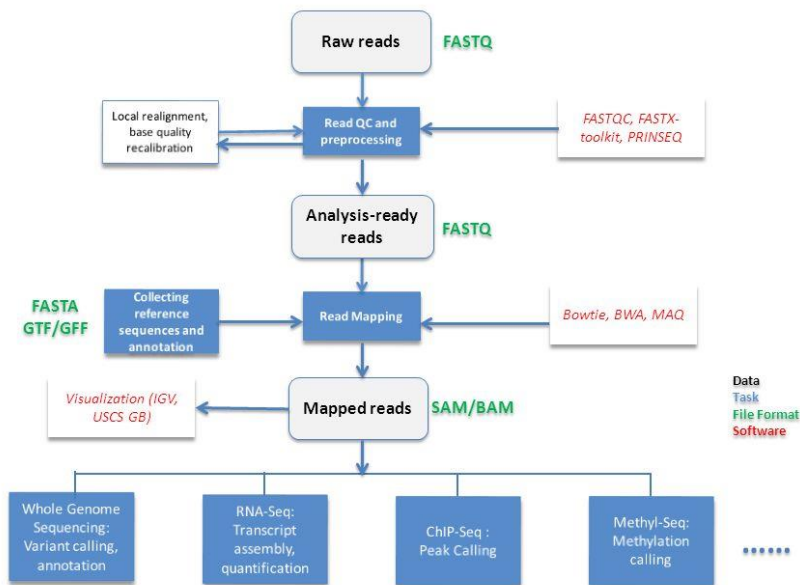 Raw reads
FASTQ
Local realignment,
base quality
recalibration
Read QC and
preprocessing
FASTQC, FASTX-
toolkit, PRINSEQ
Analysis-ready
reads
FASTQ
FASTA
GTF/GFF
Collecting
reference
sequences and
annotation
Read Mapping
Bowtie, BWA, MAQ
Visualization (IGV,
USCS GB)
Mapped reads
SAM/BAM
Data
Task
File Format
Software
Whole Genome
Sequencing:
Variant calling,
annotation
RNA-Seq:
Transcript
assembly,
quantification
ChIP-Seq :
Peak Calling
Methyl-Seq:
Methylation
calling
......